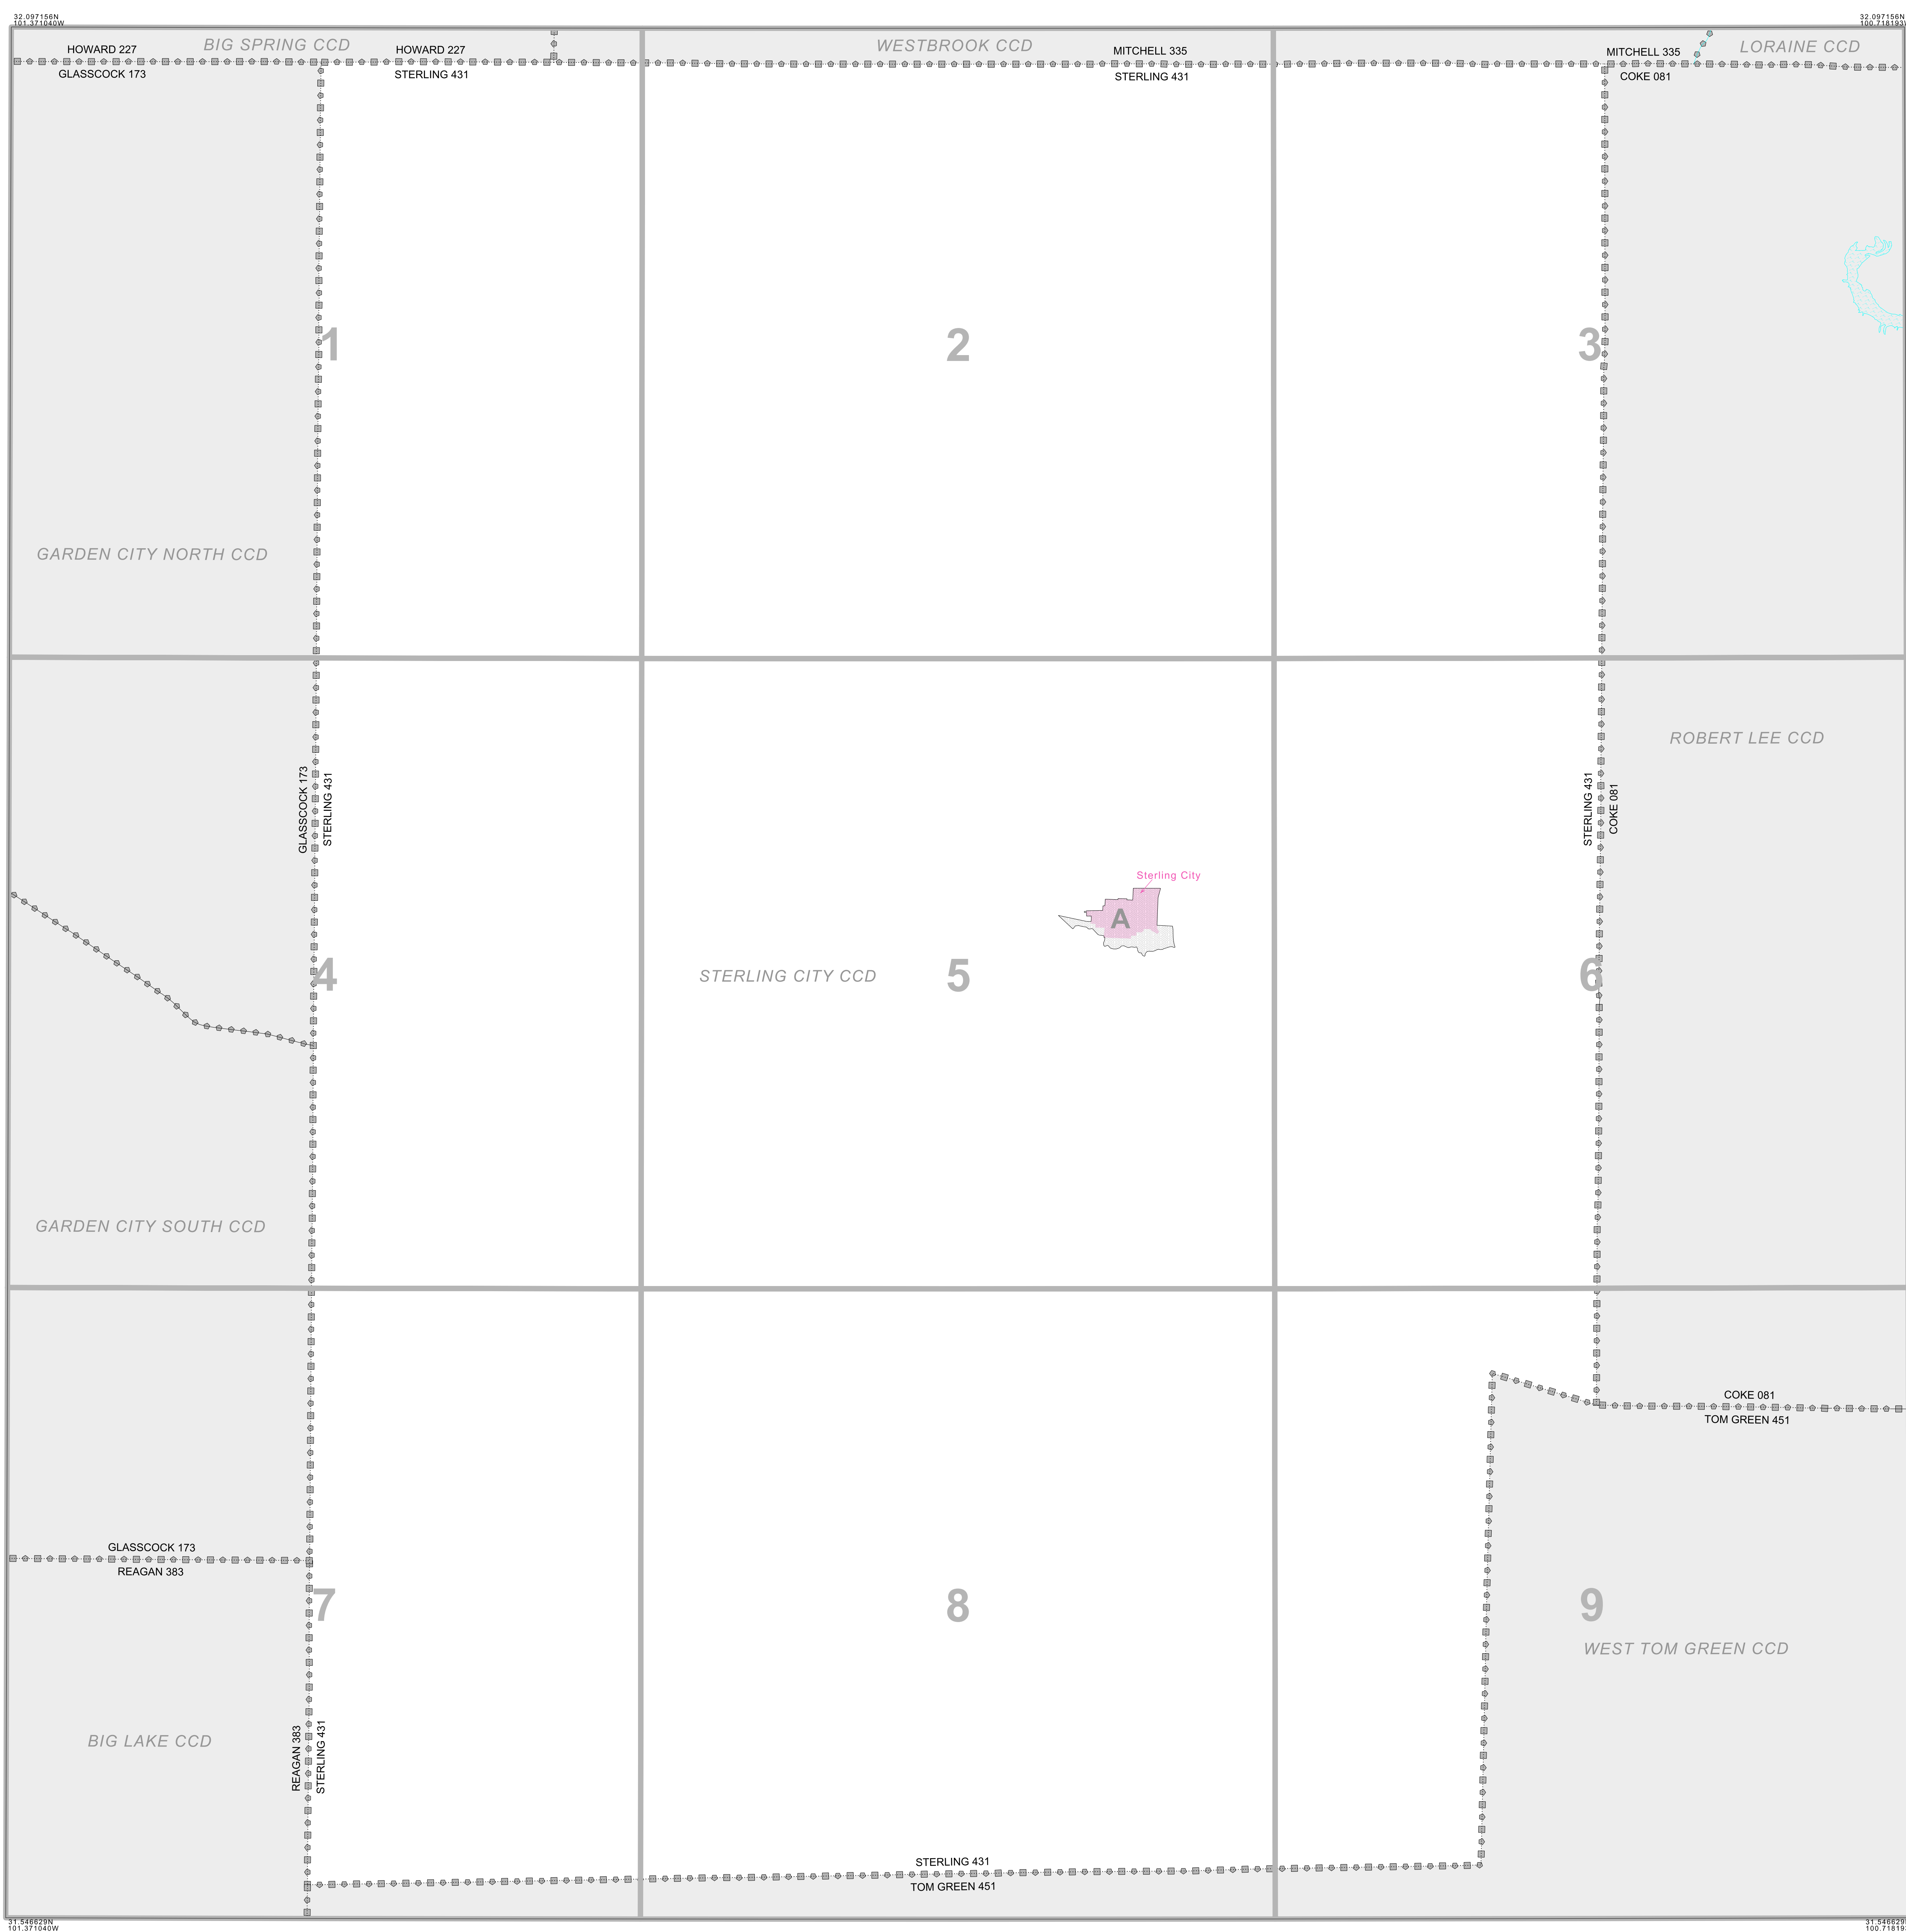 32.097156N
101.371040W
32.097156N
100.718193W
HOWARD 227
BIG SPRING CCD
HOWARD 227
WESTBROOK CCD
MITCHELL 335
MITCHELL 335
LORAINE CCD
GLASSCOCK 173
STERLING 431
STERLING 431
COKE 081
1
2
3
GARDEN CITY NORTH CCD
ROBERT LEE CCD
GLASSCOCK 173
STERLING 431
STERLING 431
COKE 081
Sterling City
A
4
STERLING CITY CCD
5
6
GARDEN CITY SOUTH CCD
COKE 081
TOM GREEN 451
GLASSCOCK 173
REAGAN 383
7
8
9
WEST TOM GREEN CCD
BIG LAKE CCD
REAGAN 383
STERLING 431
STERLING 431
TOM GREEN 451
31.546629N
101.371040W
31.546629N
100.718193